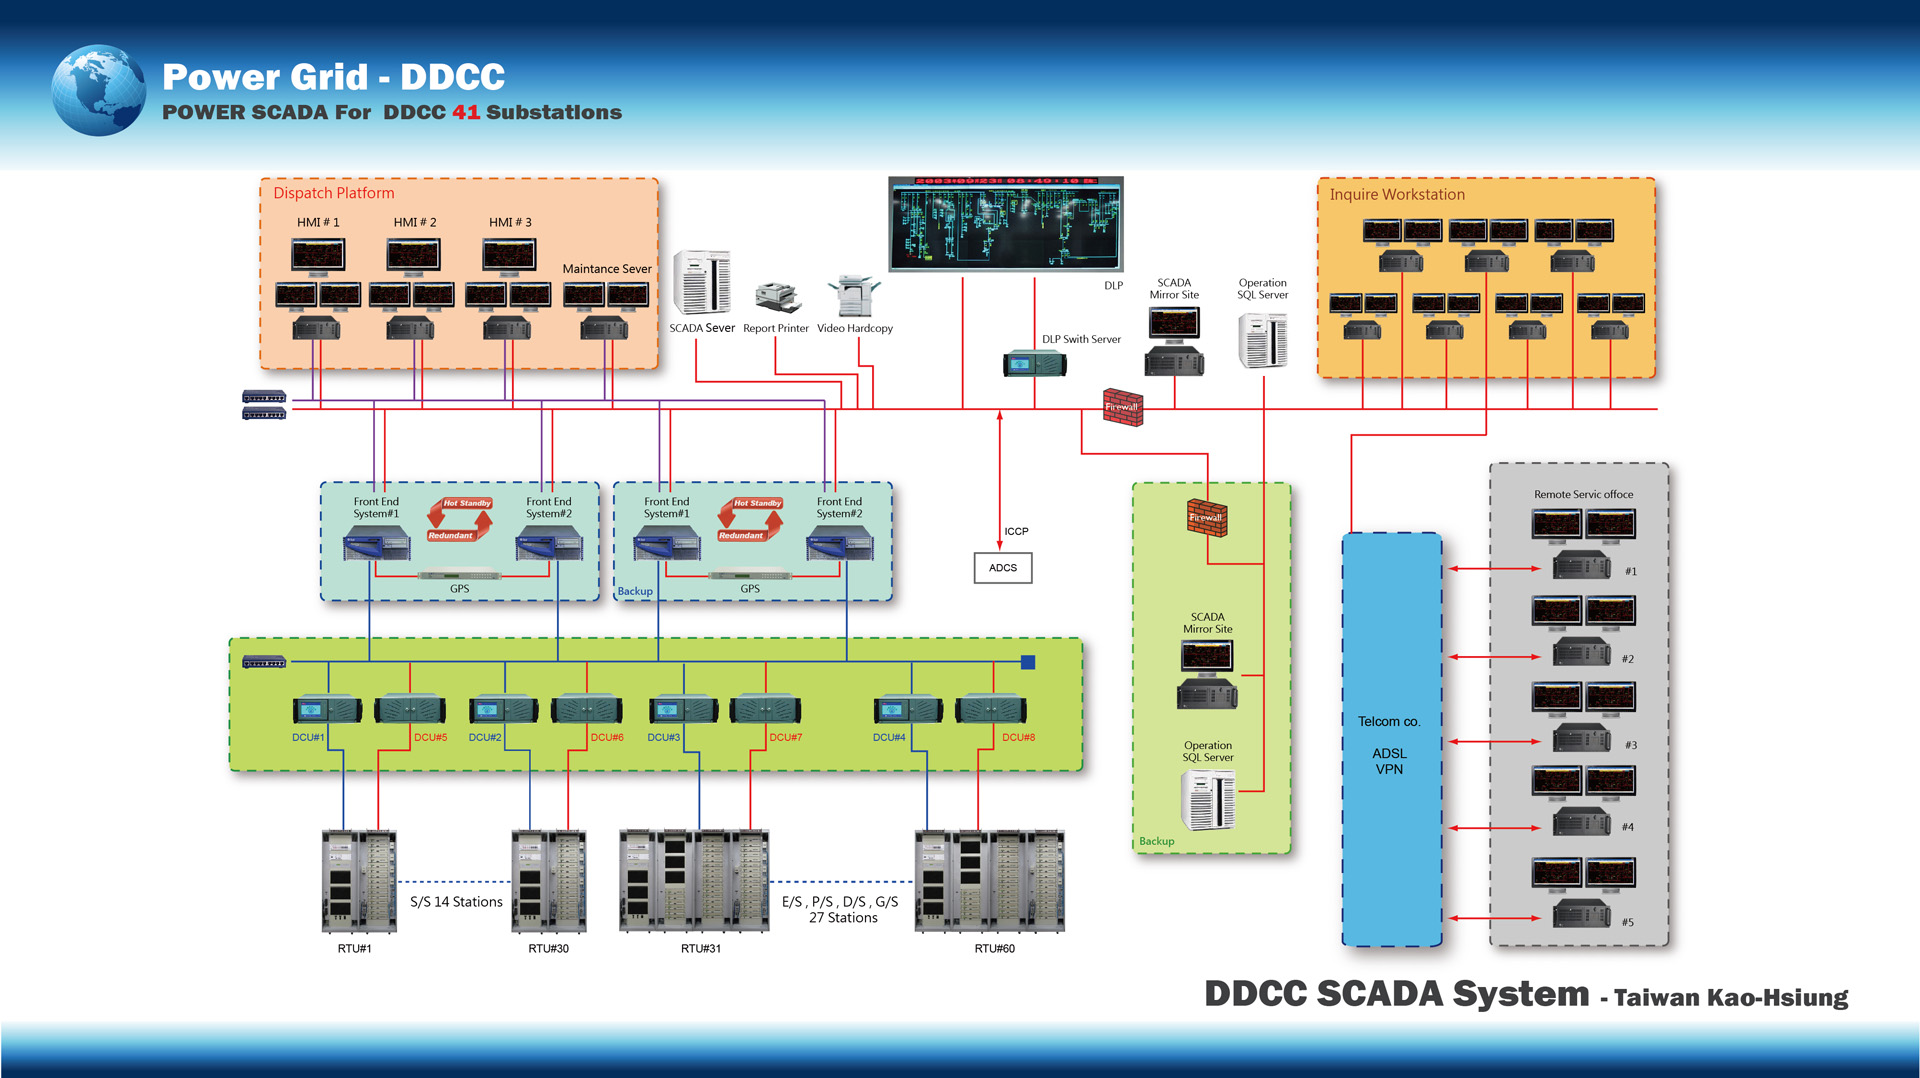 Power Grid - DDCC
POWER SCADA For DDCC 41 Substations
Dispatch Platform
HMI # 1
HMI # 2
HMI # 3
Maintance Sever
SCADA Sever
Report Printer
Video Hardcopy
DLP
DLP Swith Server
SCADA
Mirror Site
Operation
SQL Server
Inquire Workstation
Firewall
Front End
System#1
Hot Standby
Redundant
Front End
System#2
GPS
Front End
System#1
Hot Standby
Redundant
Front End
System#2
GPS
Backup
ICCP
ADCS
Firewall
SCADA
Mirror Site
Operation
SQL Server
Backup
Telcom co.
ADSL
VPN
Remote Servic offoce
#1
#2
#3
#4
#5
DCU#1
DCU#5
DCU#2
DCU#6
DCU#3
DCU#7
DCU#4
DCU#8
S/S 14 Stations
E/S , P/S , D/S , G/S
27 Stations
RTU#1
RTU#30
RTU#31
RTU#60
DDCC SCADA System - Taiwan Kao-Hsiung